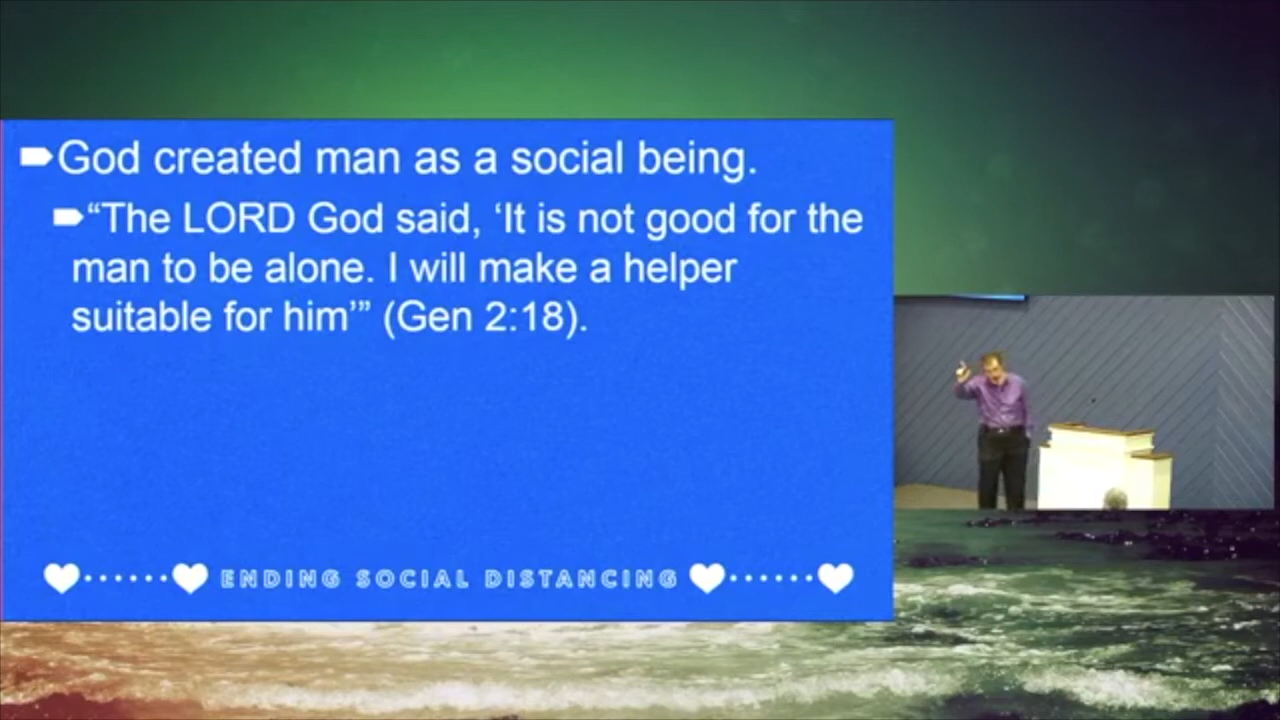 God created man as a social being.
“The LORD God said, ‘It is not good for the
man to be alone. I will make a helper
suitable for him’” (Gen 2:18).
ENDING SOCIAL DISTANCING